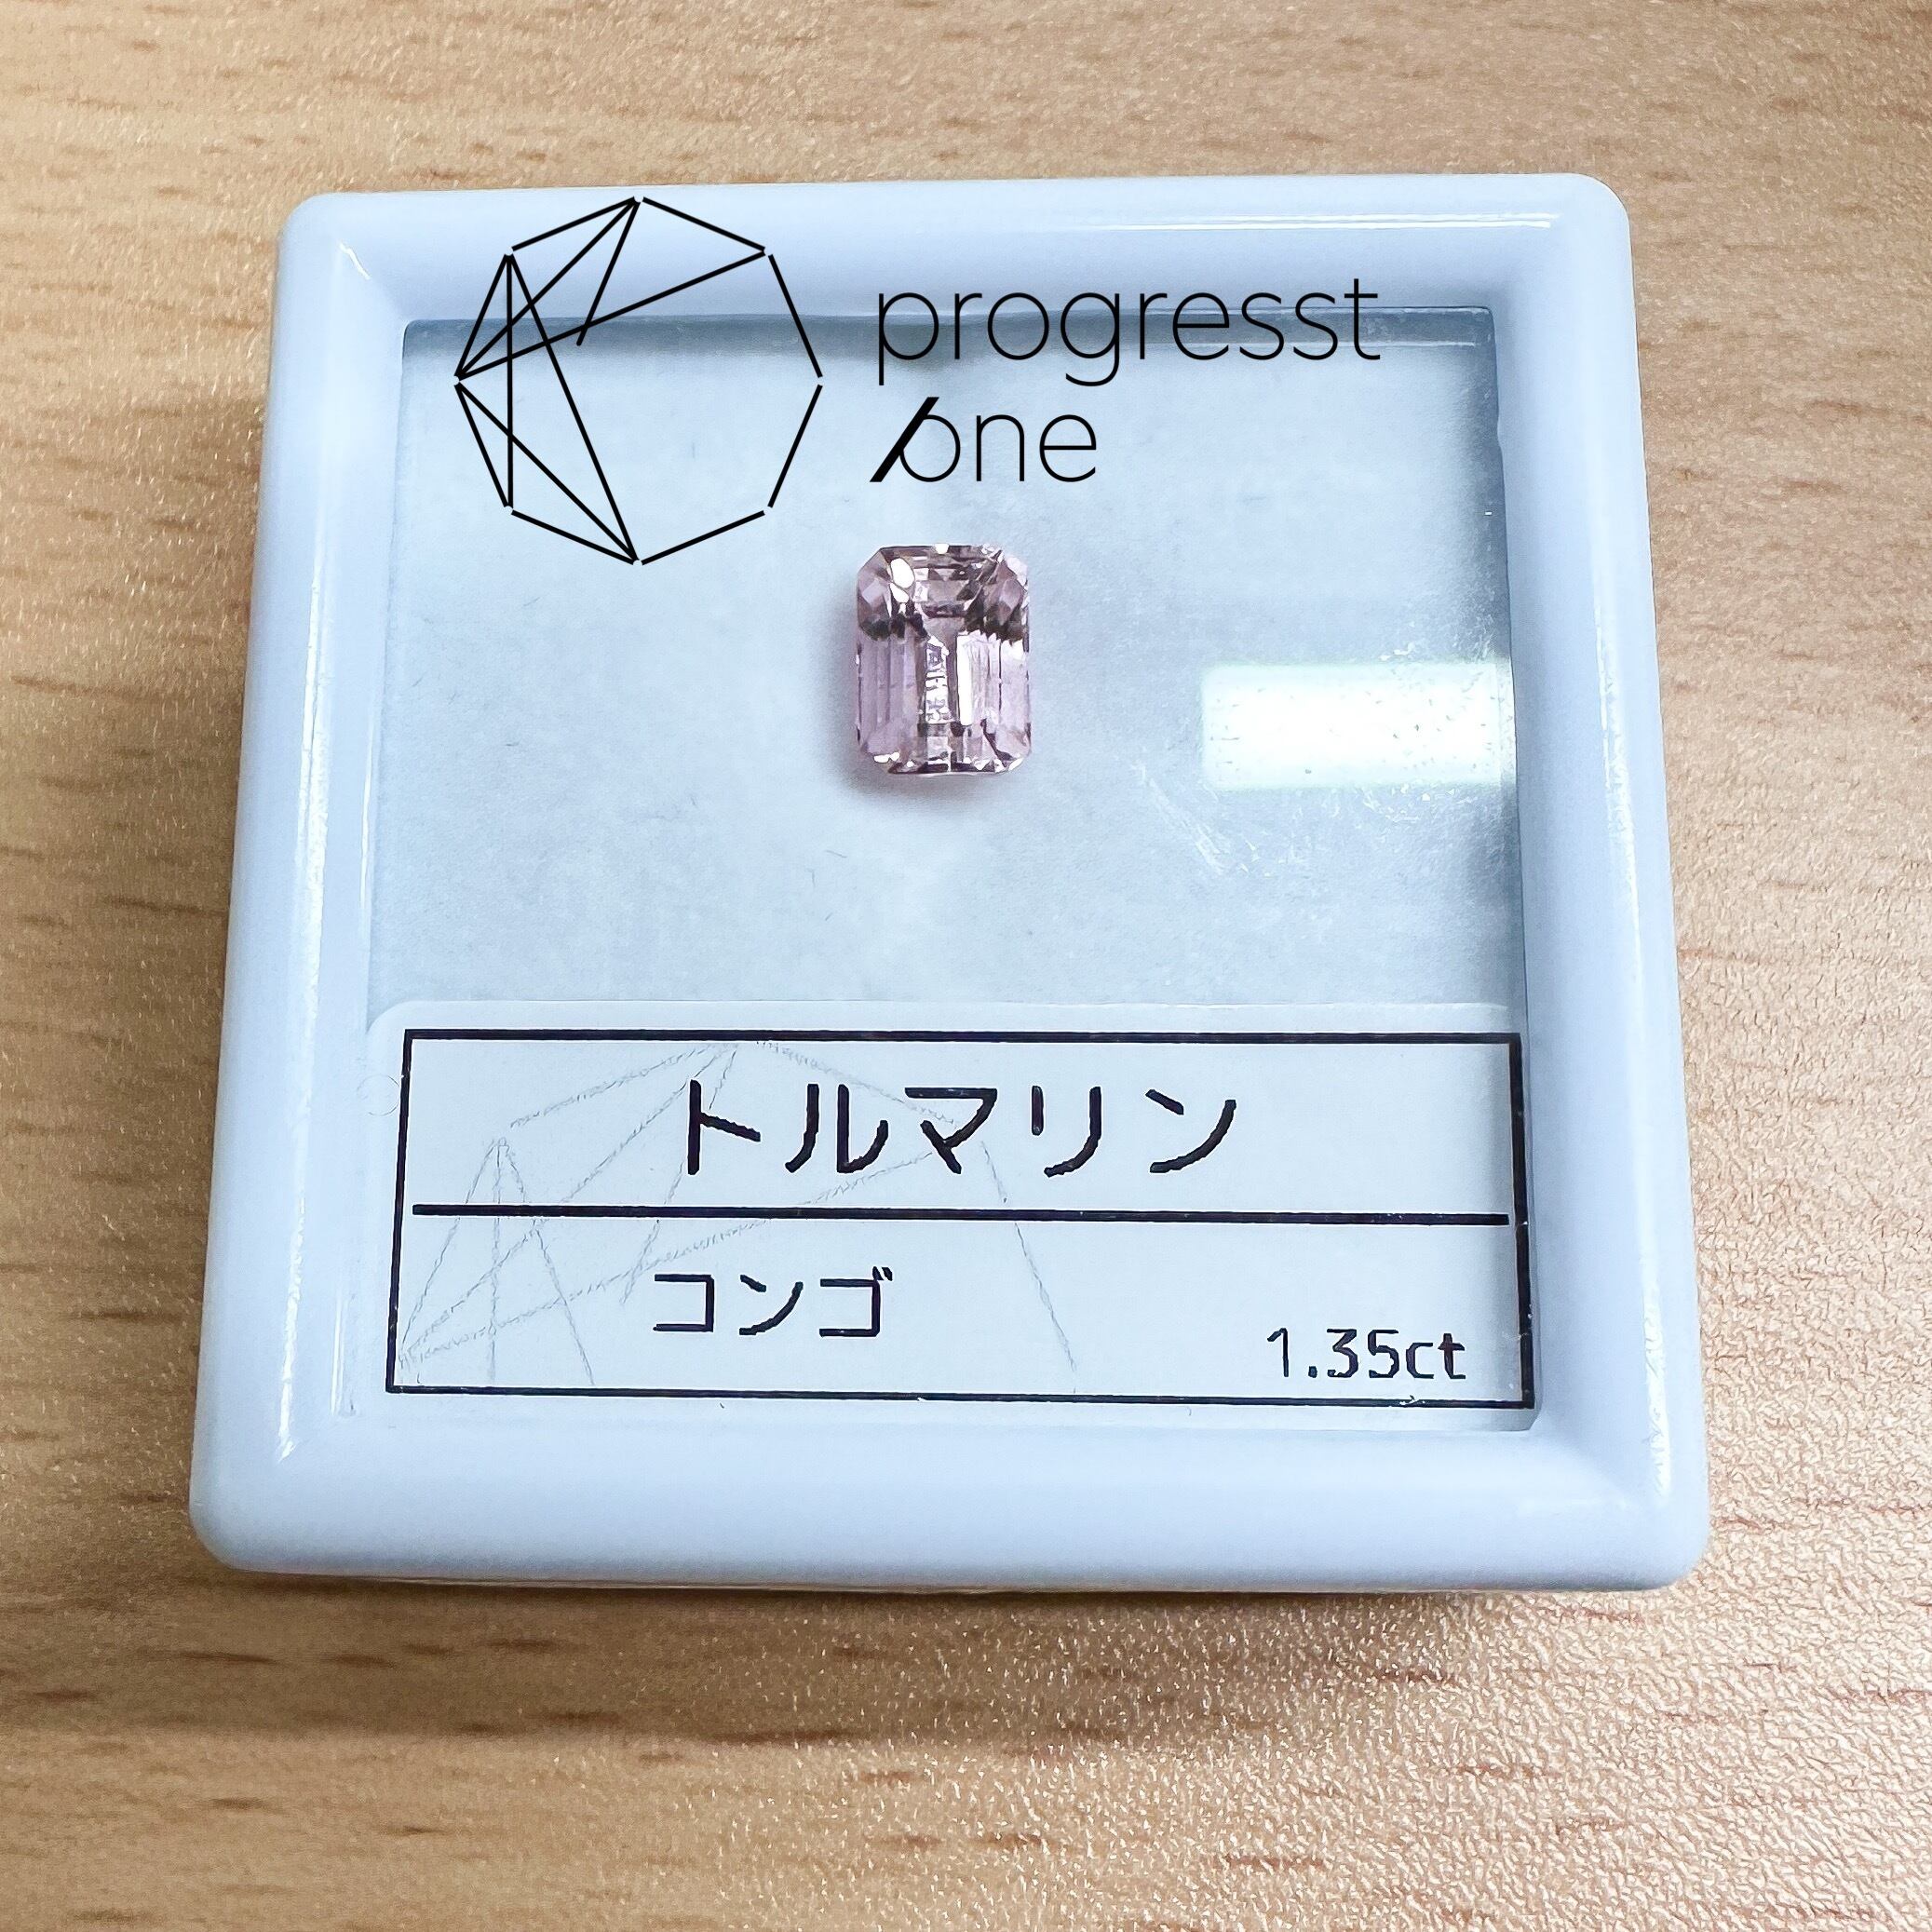 progresst
one
トルマリン
コンゴ
1.35ct